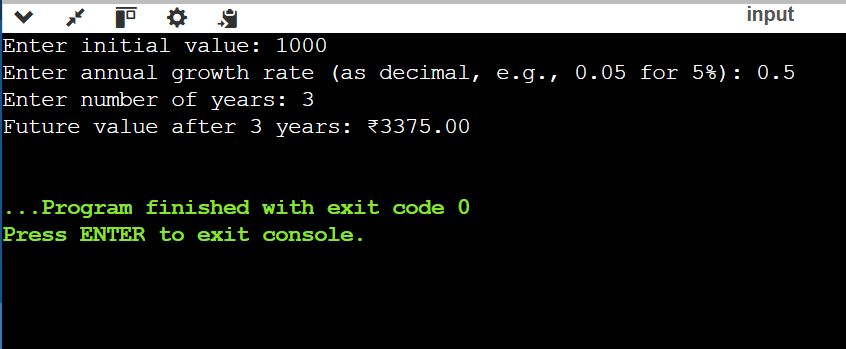 input
Enter initial value: 1000
Enter annual growth rate (as decimal, e.g., 0.05 for 5%): 0.5
Enter number of years: 3
Future value after 3 years: ₹3375.00
...Program finished with exit code 0
Press ENTER to exit console.